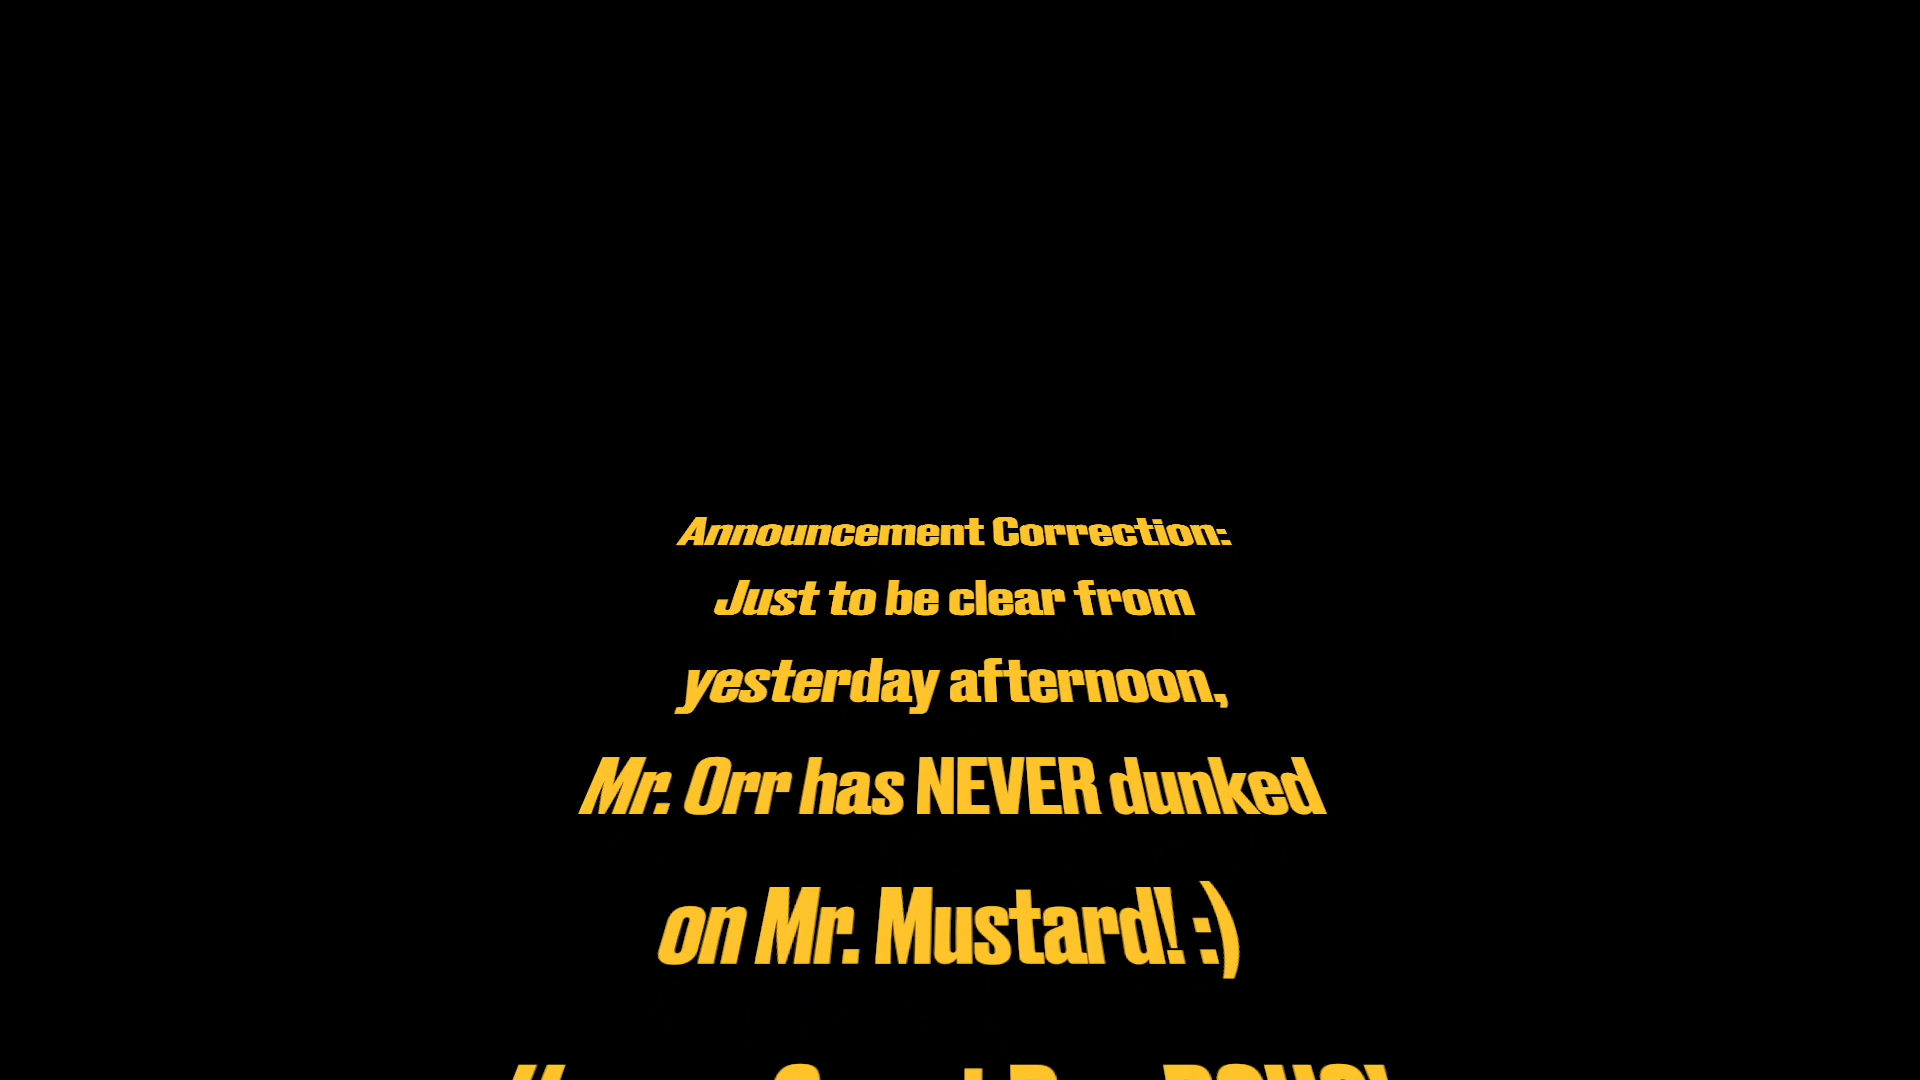 Announcement Correction:
Just to be clear from
yesterday afternoon,
Mr. Orr has NEVER dunked
on Mr. Mustard! :)